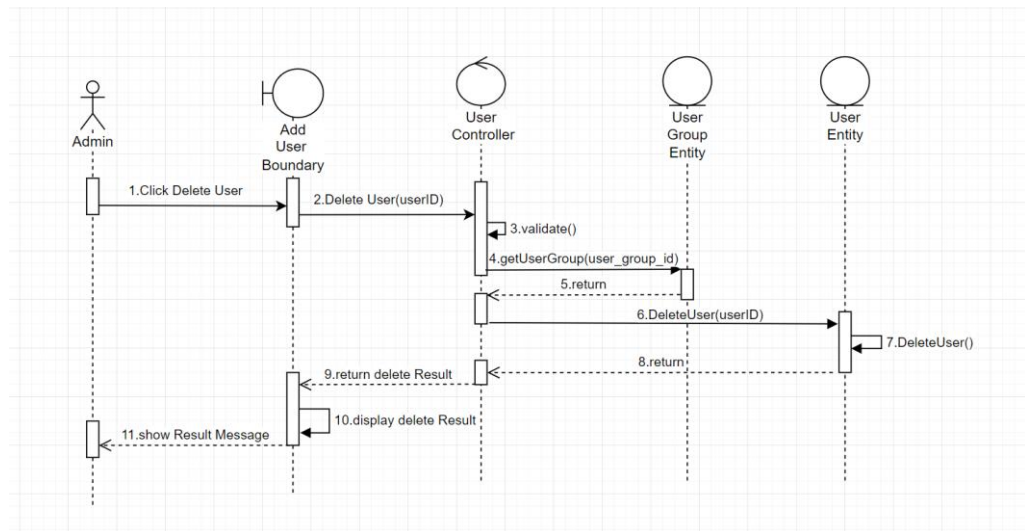 Admin
Add
User
Boundary
User
Controller
User
Group
Entity
User
Entity
1.Click Delete User
2.Delete User(userID)
3.validate()
4.getUserGroup(user_group_id)
5.return
6.DeleteUser(userID)
7.DeleteUser()
8.return
9.return delete Result
10.display delete Result
11.show Result Message